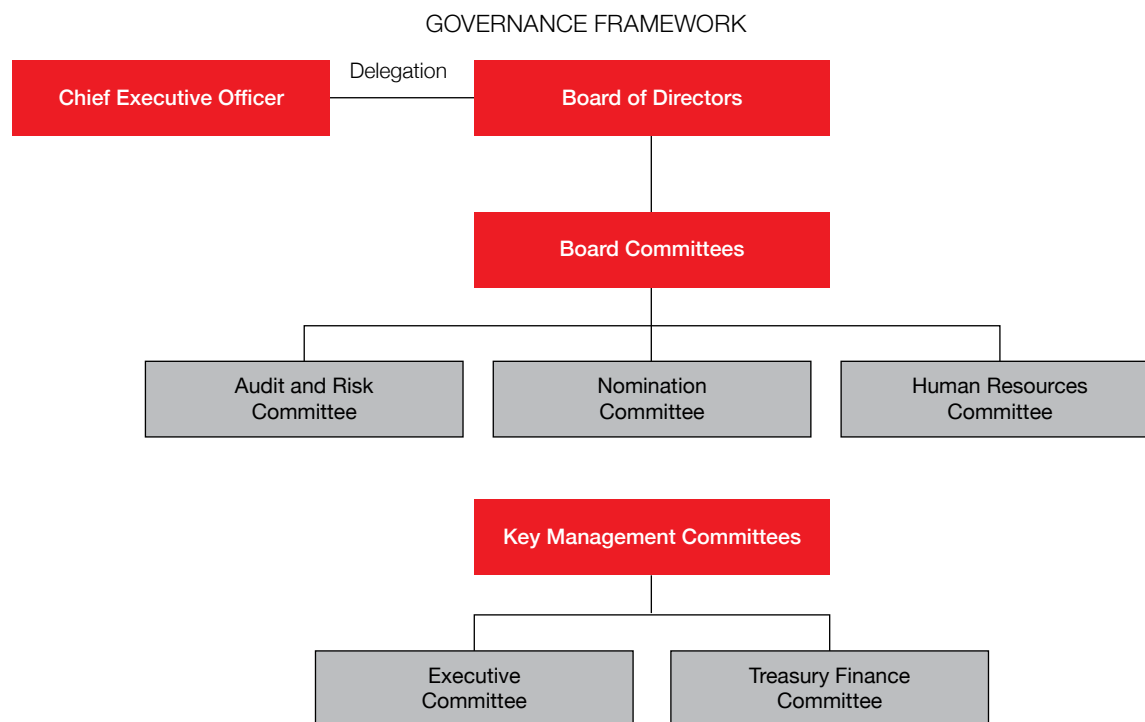 GOVERNANCE FRAMEWORK
Chief Executive Officer
Delegation
Board of Directors
Board Committees
Audit and Risk
Committee
Nomination
Committee
Human Resources
Committee
Key Management Committees
Executive
Committee
Treasury Finance
Committee